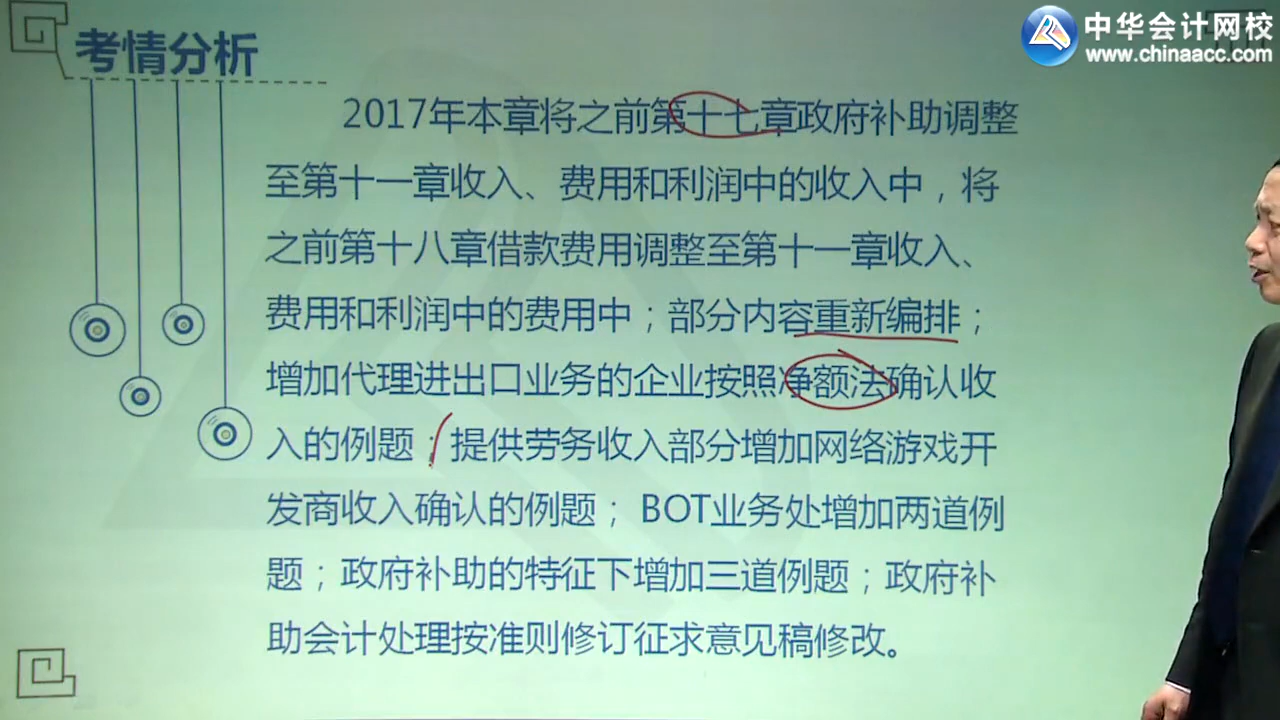 考情分析
中华会计网校
www.chinaacc.com
2017年本章将之前第十七章政府补助调整
至第十一章收入、费用和利润中的收入中，将
之前第十八章借款费用调整至第十一章收入、
费用和利润中的费用中；部分内容重新编排；
增加代理进出口业务的企业按照净额法确认收
入的例题；提供劳务收入部分增加网络游戏开
发商收入确认的例题； BOT业务处增加两道例
题；政府补助的特征下增加三道例题；政府补
助会计处理按准则修订征求意见稿修改。